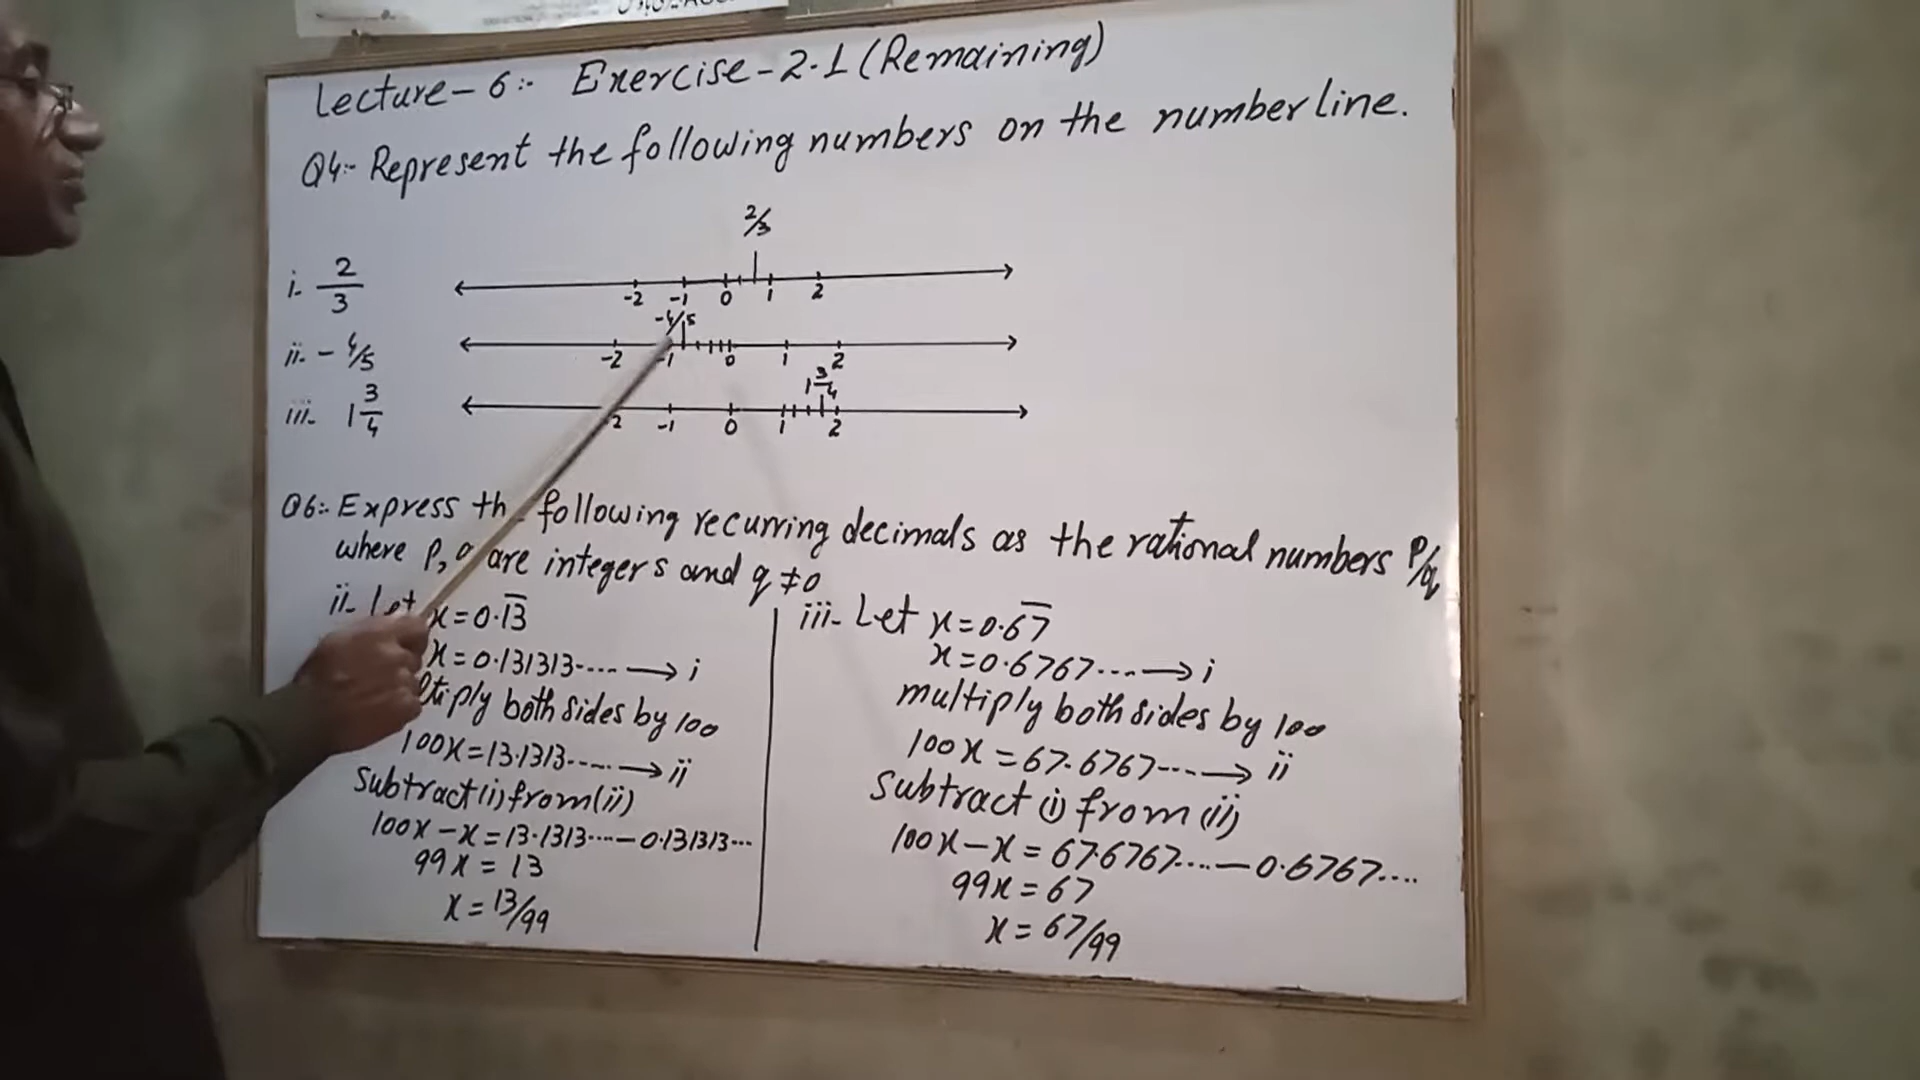 Lecture-6:- Exercise-2.1 (Remaining)
Q4:- Represent the following numbers on the number line.
2/3
i. 2/3
-2 -1 0 1 2
-4/5
ii. -4/5
-2 -1 0 1 2
1 3/4
iii. 1 3/4
-2 -1 0 1 2
Q6:- Express th following recurring decimals as the rational numbers P/q
where P, q are integers and q ≠ 0
ii. Let x = 0.1̅3̅
x = 0.131313..... → i
ltiply both sides by 100
100x = 13.1313..... → ii
Subtract (i) from (ii)
100x - x = 13.1313.... - 0.131313...
99x = 13
x = 13/99
iii. Let x = 0.6̅7̅
x = 0.6767.... → i
multiply both sides by 100
100x = 67.6767.... → ii
Subtract (i) from (ii)
100x - x = 67.6767.... - 0.6767....
99x = 67
x = 67/99